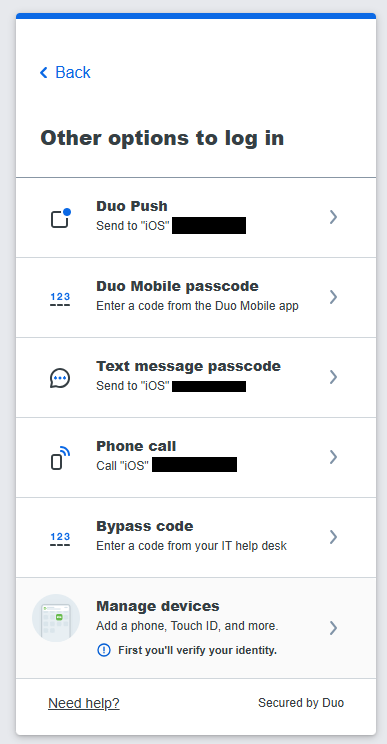 Back
Other options to log in
Duo Push
Send to "iOS"
123
Duo Mobile passcode
Enter a code from the Duo Mobile app
Text message passcode
Send to "iOS"
Phone call
Call "iOS"
123
Bypass code
Enter a code from your IT help desk
Manage devices
Add a phone, Touch ID, and more.
First you'll verify your identity.
Need help?
Secured by Duo